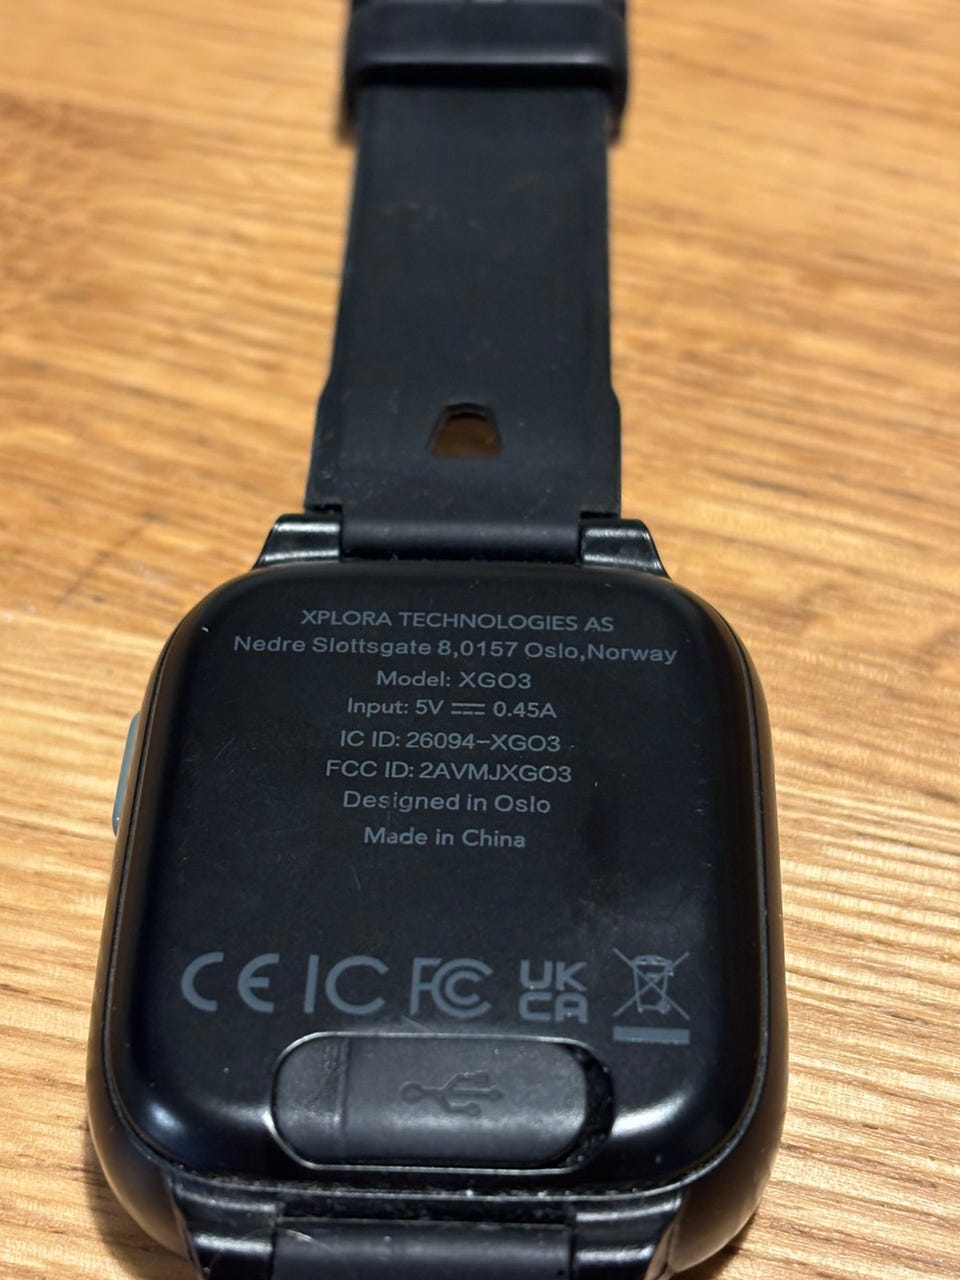 XPLORA TECHNOLOGIES AS
Nedre Slottsgate 8,0157 Oslo,Norway
Model: XGO3
Input: 5V ⎓ 0.45A
IC ID: 26094-XGO3
FCC ID: 2AVMJXGO3
Designed in Oslo
Made in China
CE IC FC UK CA